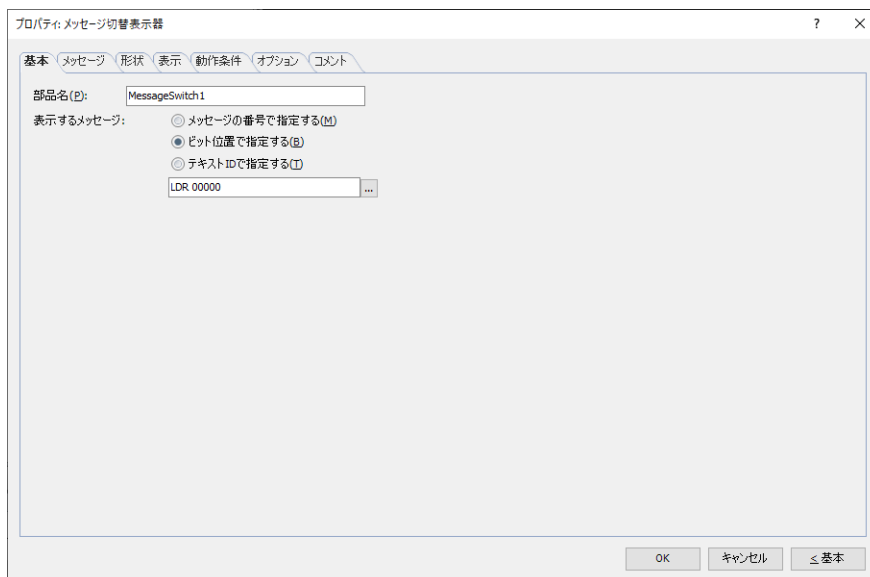 プロパティ: メッセージ切替表示器 ?
基本 メッセージ 形状 表示 動作条件 オプション コメント
部品名(P): MessageSwitch1
表示するメッセージ: メッセージの番号で指定する(M)
ビット位置で指定する(B)
テキストIDで指定する(T)
LDR 00000 ...
OK キャンセル < 基本